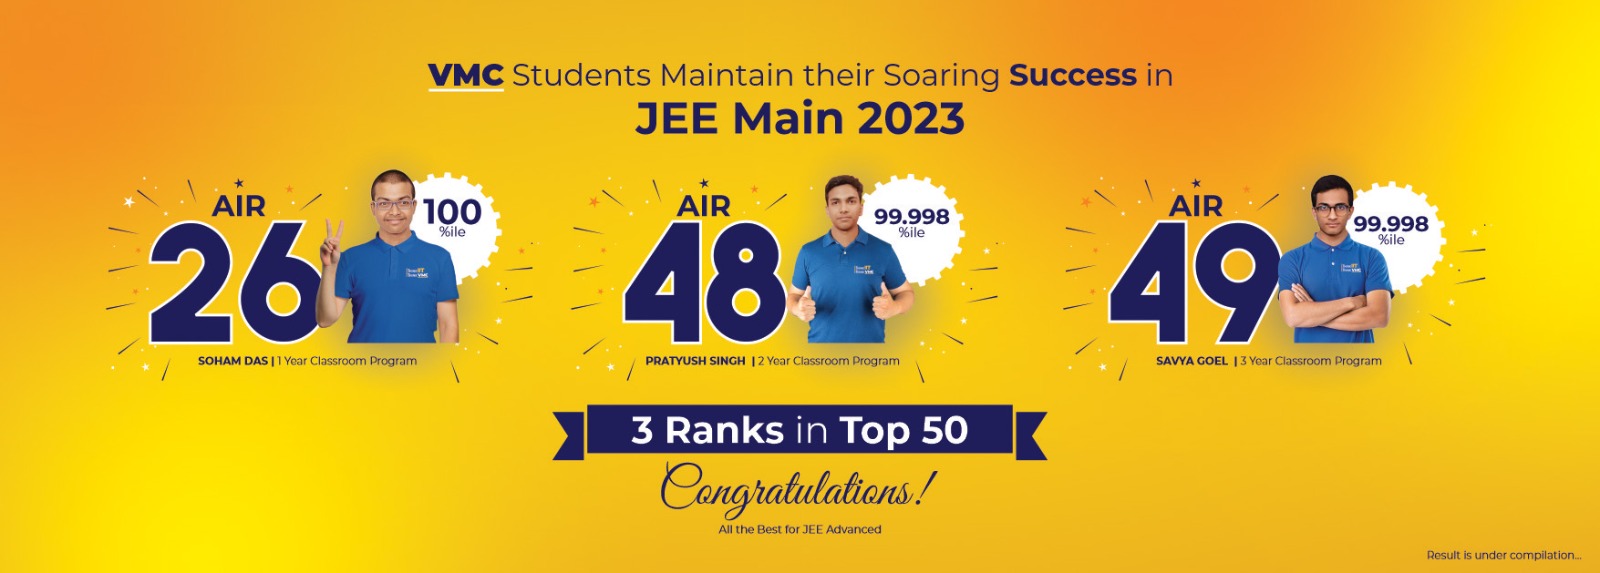 VMC Students Maintain their Soaring Success in
JEE Main 2023
AIR
26
100
%ile
SOHAM DAS | 1 Year Classroom Program
AIR
48
99.998
%ile
PRATYUSH SINGH | 2 Year Classroom Program
AIR
49
99.998
%ile
SAVYA GOEL | 3 Year Classroom Program
3 Ranks in Top 50
Congratulations!
All the Best for JEE Advanced
Result is under compilation...